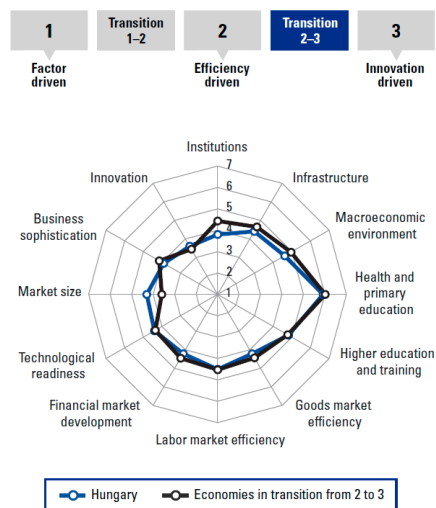 1
Transition
1–2
2
Transition
2–3
3
Factor
driven
Efficiency
driven
Innovation
driven
Institutions
7
Innovation
Infrastructure
6
5
Business
sophistication
Macroeconomic
environment
4
3
2
Market size
1
Health and
primary
education
Technological
readiness
Higher education
and training
Financial market
development
Goods market
efficiency
Labor market efficiency
Hungary
Economies in transition from 2 to 3